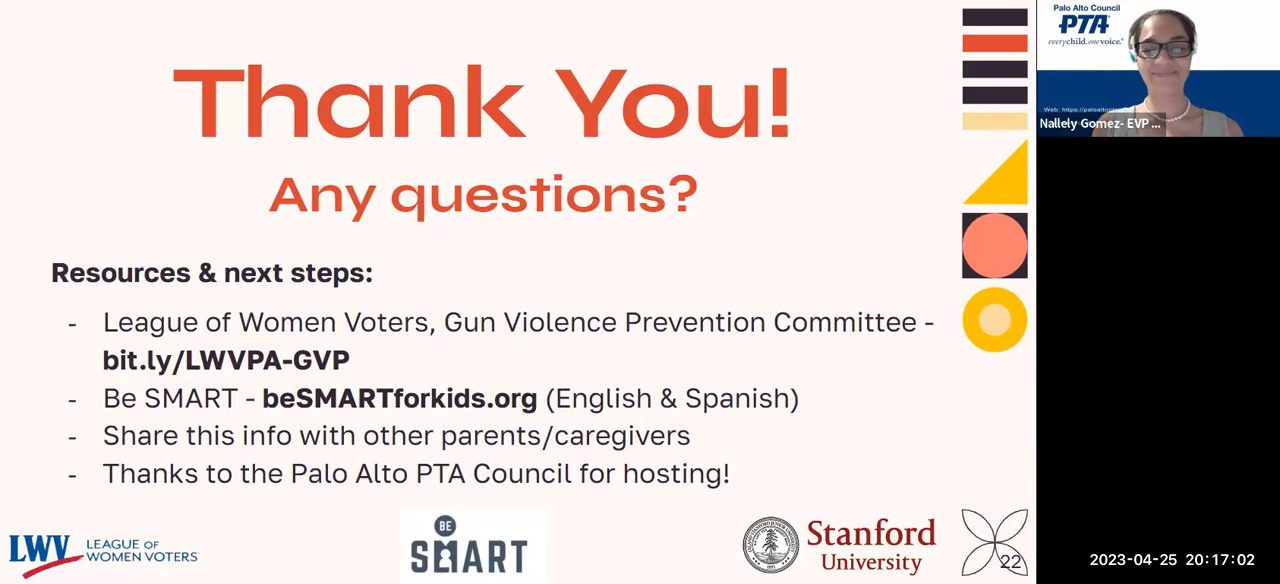 Thank You!
Any questions?
Resources & next steps:
- League of Women Voters, Gun Violence Prevention Committee -
bit.ly/LWVPA-GVP
- Be SMART - beSMARTforkids.org (English & Spanish)
- Share this info with other parents/caregivers
- Thanks to the Palo Alto PTA Council for hosting!
LWV LEAGUE OF
WOMEN VOTERS
BE
SMART
Stanford
University
22
Palo Alto Council
PTA
everychild.onevoice.
Nallely Gomez- EVP ...
2023-04-25 20:17:02